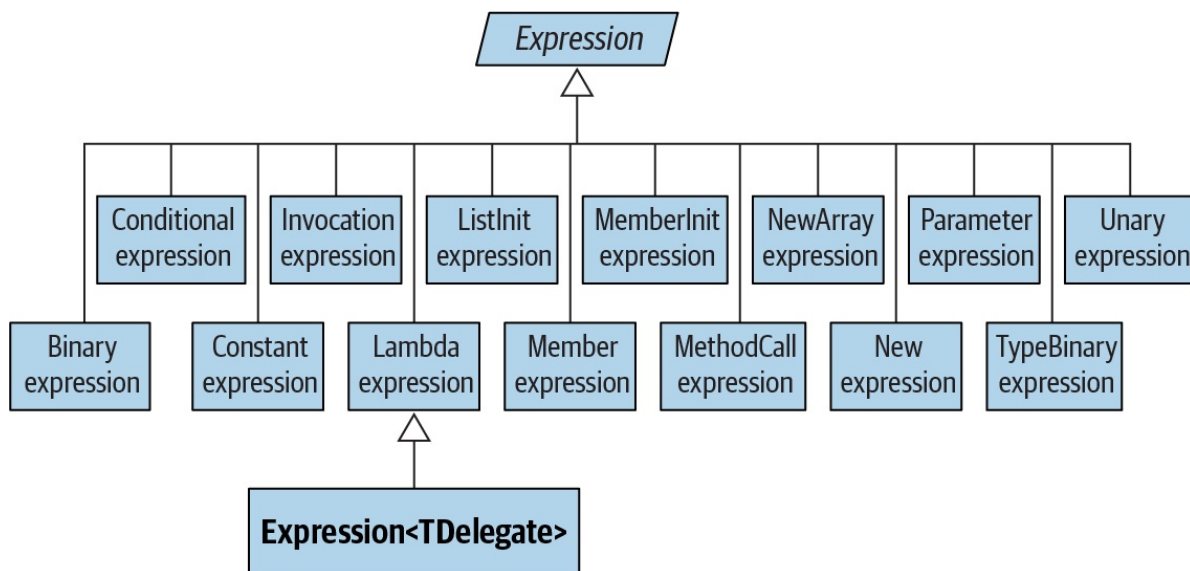 Expression
Conditional
expression
Invocation
expression
ListInit
expression
MemberInit
expression
NewArray
expression
Parameter
expression
Unary
expression
Binary
expression
Constant
expression
Lambda
expression
Member
expression
MethodCall
expression
New
expression
TypeBinary
expression
Expression<TDelegate>